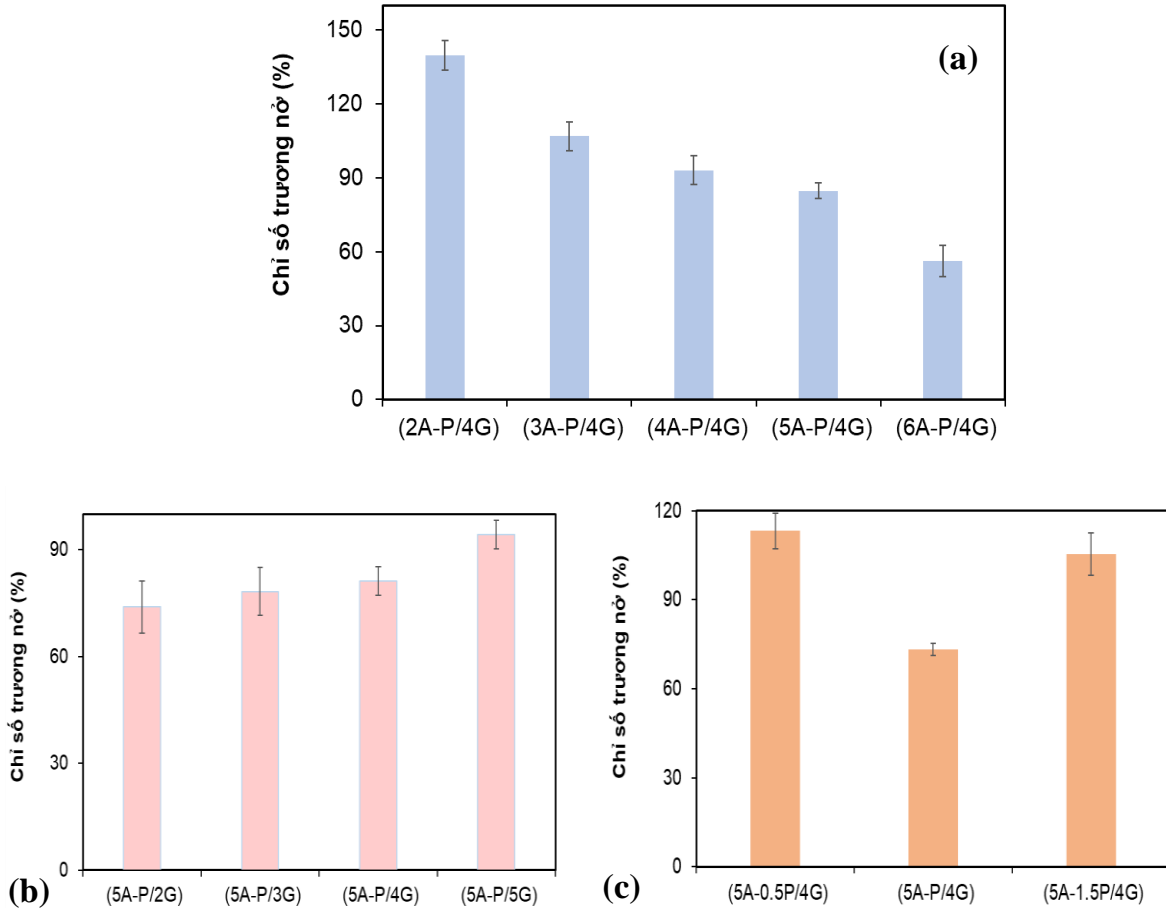 (a)
Chỉ số trương nở (%)
150
120
90
60
30
0
(2A-P/4G) (3A-P/4G) (4A-P/4G) (5A-P/4G) (6A-P/4G)
Chỉ số trương nở (%)
90
60
30
0
(5A-P/2G) (5A-P/3G) (5A-P/4G) (5A-P/5G)
(b)
Chỉ số trương nở (%)
120
90
60
30
0
(5A-0.5P/4G) (5A-P/4G) (5A-1.5P/4G)
(c)